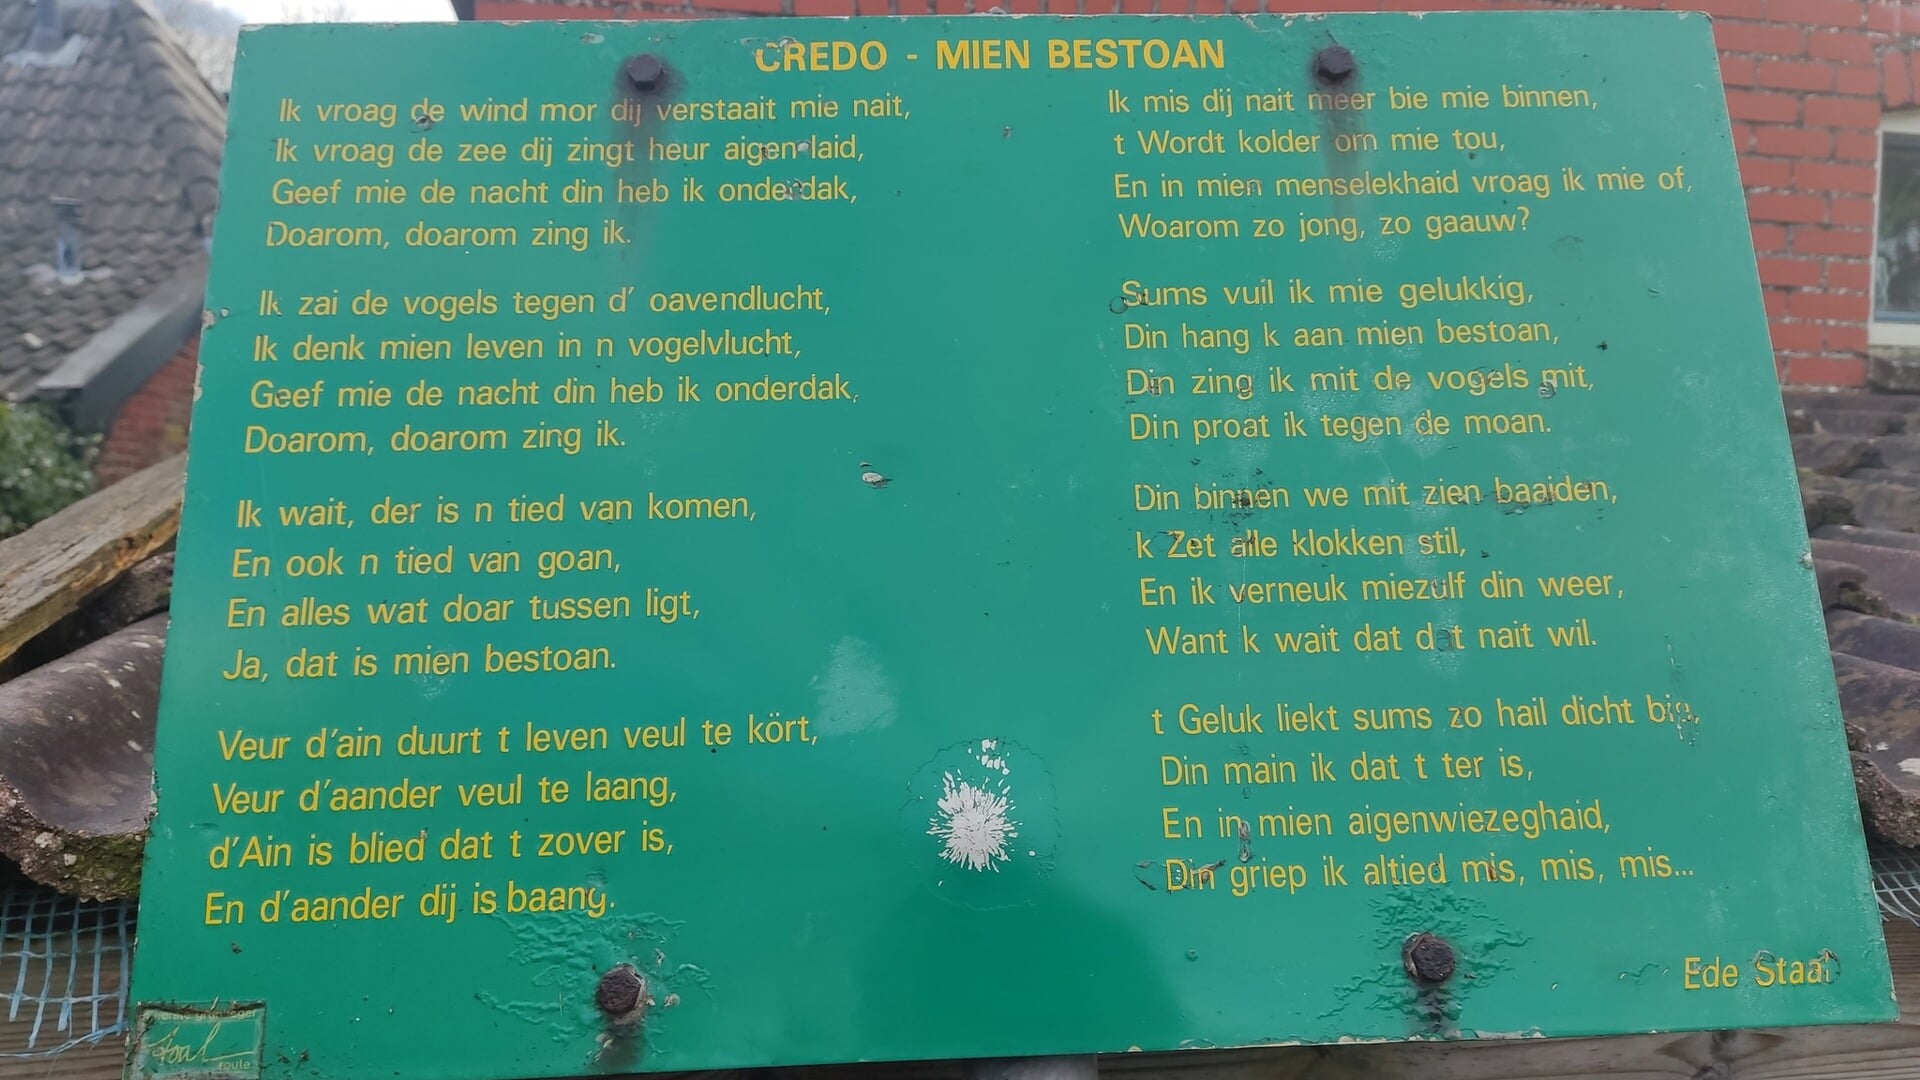 CREDO - MIEN BESTOAN
Ik vroag de wind mor dij verstaait mie nait,
Ik vroag de zee dij zingt heur aigen laid,
Geef mie de nacht din heb ik onderdak,
Doarom, doarom zing ik.
Ik zai de vogels tegen d' oavendlucht,
Ik denk mien leven in n vogelvlucht,
Geef mie de nacht din heb ik onderdak,
Doarom, doarom zing ik.
Ik wait, der is n tied van komen,
En ook n tied van goan,
En alles wat doar tussen ligt,
Ja, dat is mien bestoan.
Veur d'ain duurt t leven veul te kört,
Veur d'aander veul te laang,
d'Ain is blied dat t zover is,
En d'aander dij is baang.
Ik mis dij nait meer bie mie binnen,
t Wordt kolder om mie tou,
En in mien menselekhaid vroag ik mie of,
Woarom zo jong, zo gaauw?
Sums vuil ik mie gelukkig,
Din hang k aan mien bestoan,
Din zing ik mit de vogels mit,
Din proat ik tegen de moan.
Din binnen we mit zien baaiden,
k Zet alle klokken stil,
En ik verneuk miezulf din weer,
Want k wait dat dat nait wil.
t Geluk liekt sums zo hail dicht bie,
Din main ik dat t ter is,
En in mien aigenwiezeghaid,
Din griep ik altied mis, mis, mis...
Ede Staal
route